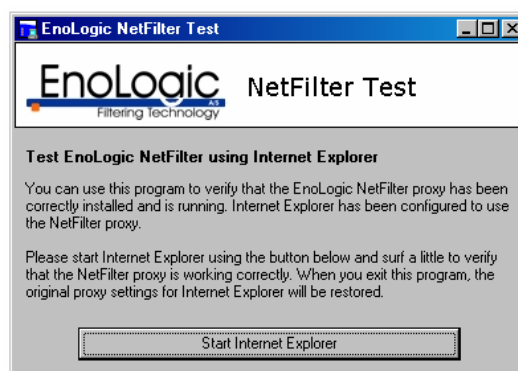 EnoLogic NetFilter Test
EnoLogic A/S
Filtering Technology
NetFilter Test
Test EnoLogic NetFilter using Internet Explorer
You can use this program to verify that the EnoLogic NetFilter proxy has been
correctly installed and is running. Internet Explorer has been configured to use
the NetFilter proxy.
Please start Internet Explorer using the button below and surf a little to verify
that the NetFilter proxy is working correctly. When you exit this program, the
original proxy settings for Internet Explorer will be restored.
Start Internet Explorer